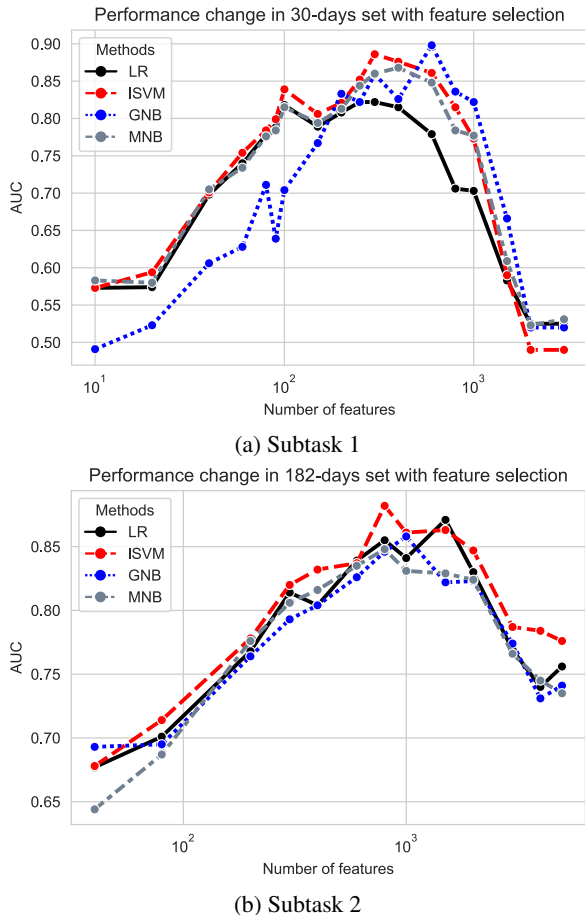 Performance change in 30-days set with feature selection
Methods
LR
lSVM
GNB
MNB
0.90
0.85
0.80
0.75
0.70
0.65
0.60
0.55
0.50
AUC
10¹
10²
10³
Number of features
(a) Subtask 1
Performance change in 182-days set with feature selection
Methods
LR
lSVM
GNB
MNB
0.85
0.80
0.75
0.70
0.65
AUC
10²
10³
Number of features
(b) Subtask 2